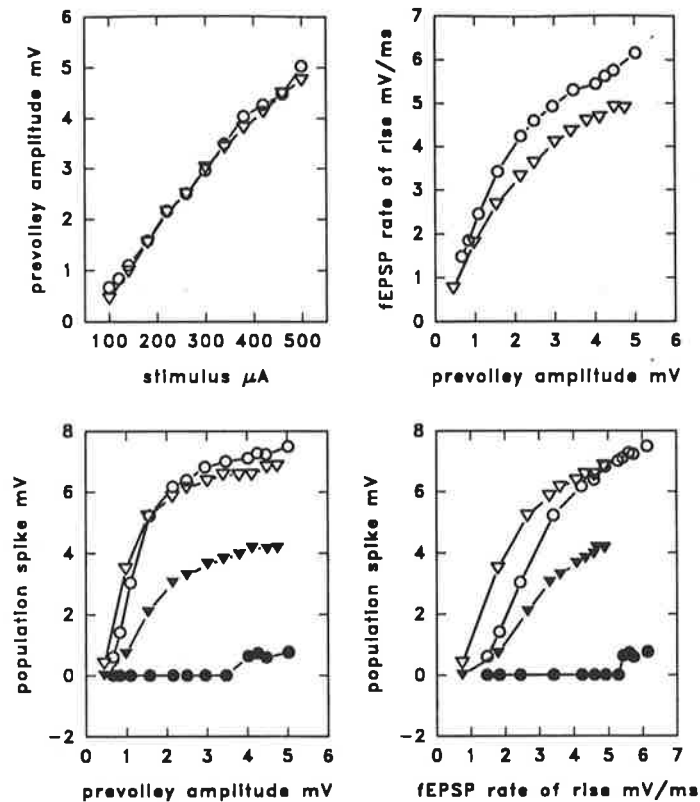 6
5
4
3
2
1
0
prevolley amplitude mV
100 200 300 400 500
stimulus μA
7
6
5
4
3
2
1
0
fEPSP rate of rise mV/ms
0 1 2 3 4 5 6
prevolley amplitude mV
8
6
4
2
0
−2
population spike mV
0 1 2 3 4 5 6
prevolley amplitude mV
8
6
4
2
0
−2
population spike mV
0 1 2 3 4 5 6 7
fEPSP rate of rise mV/ms